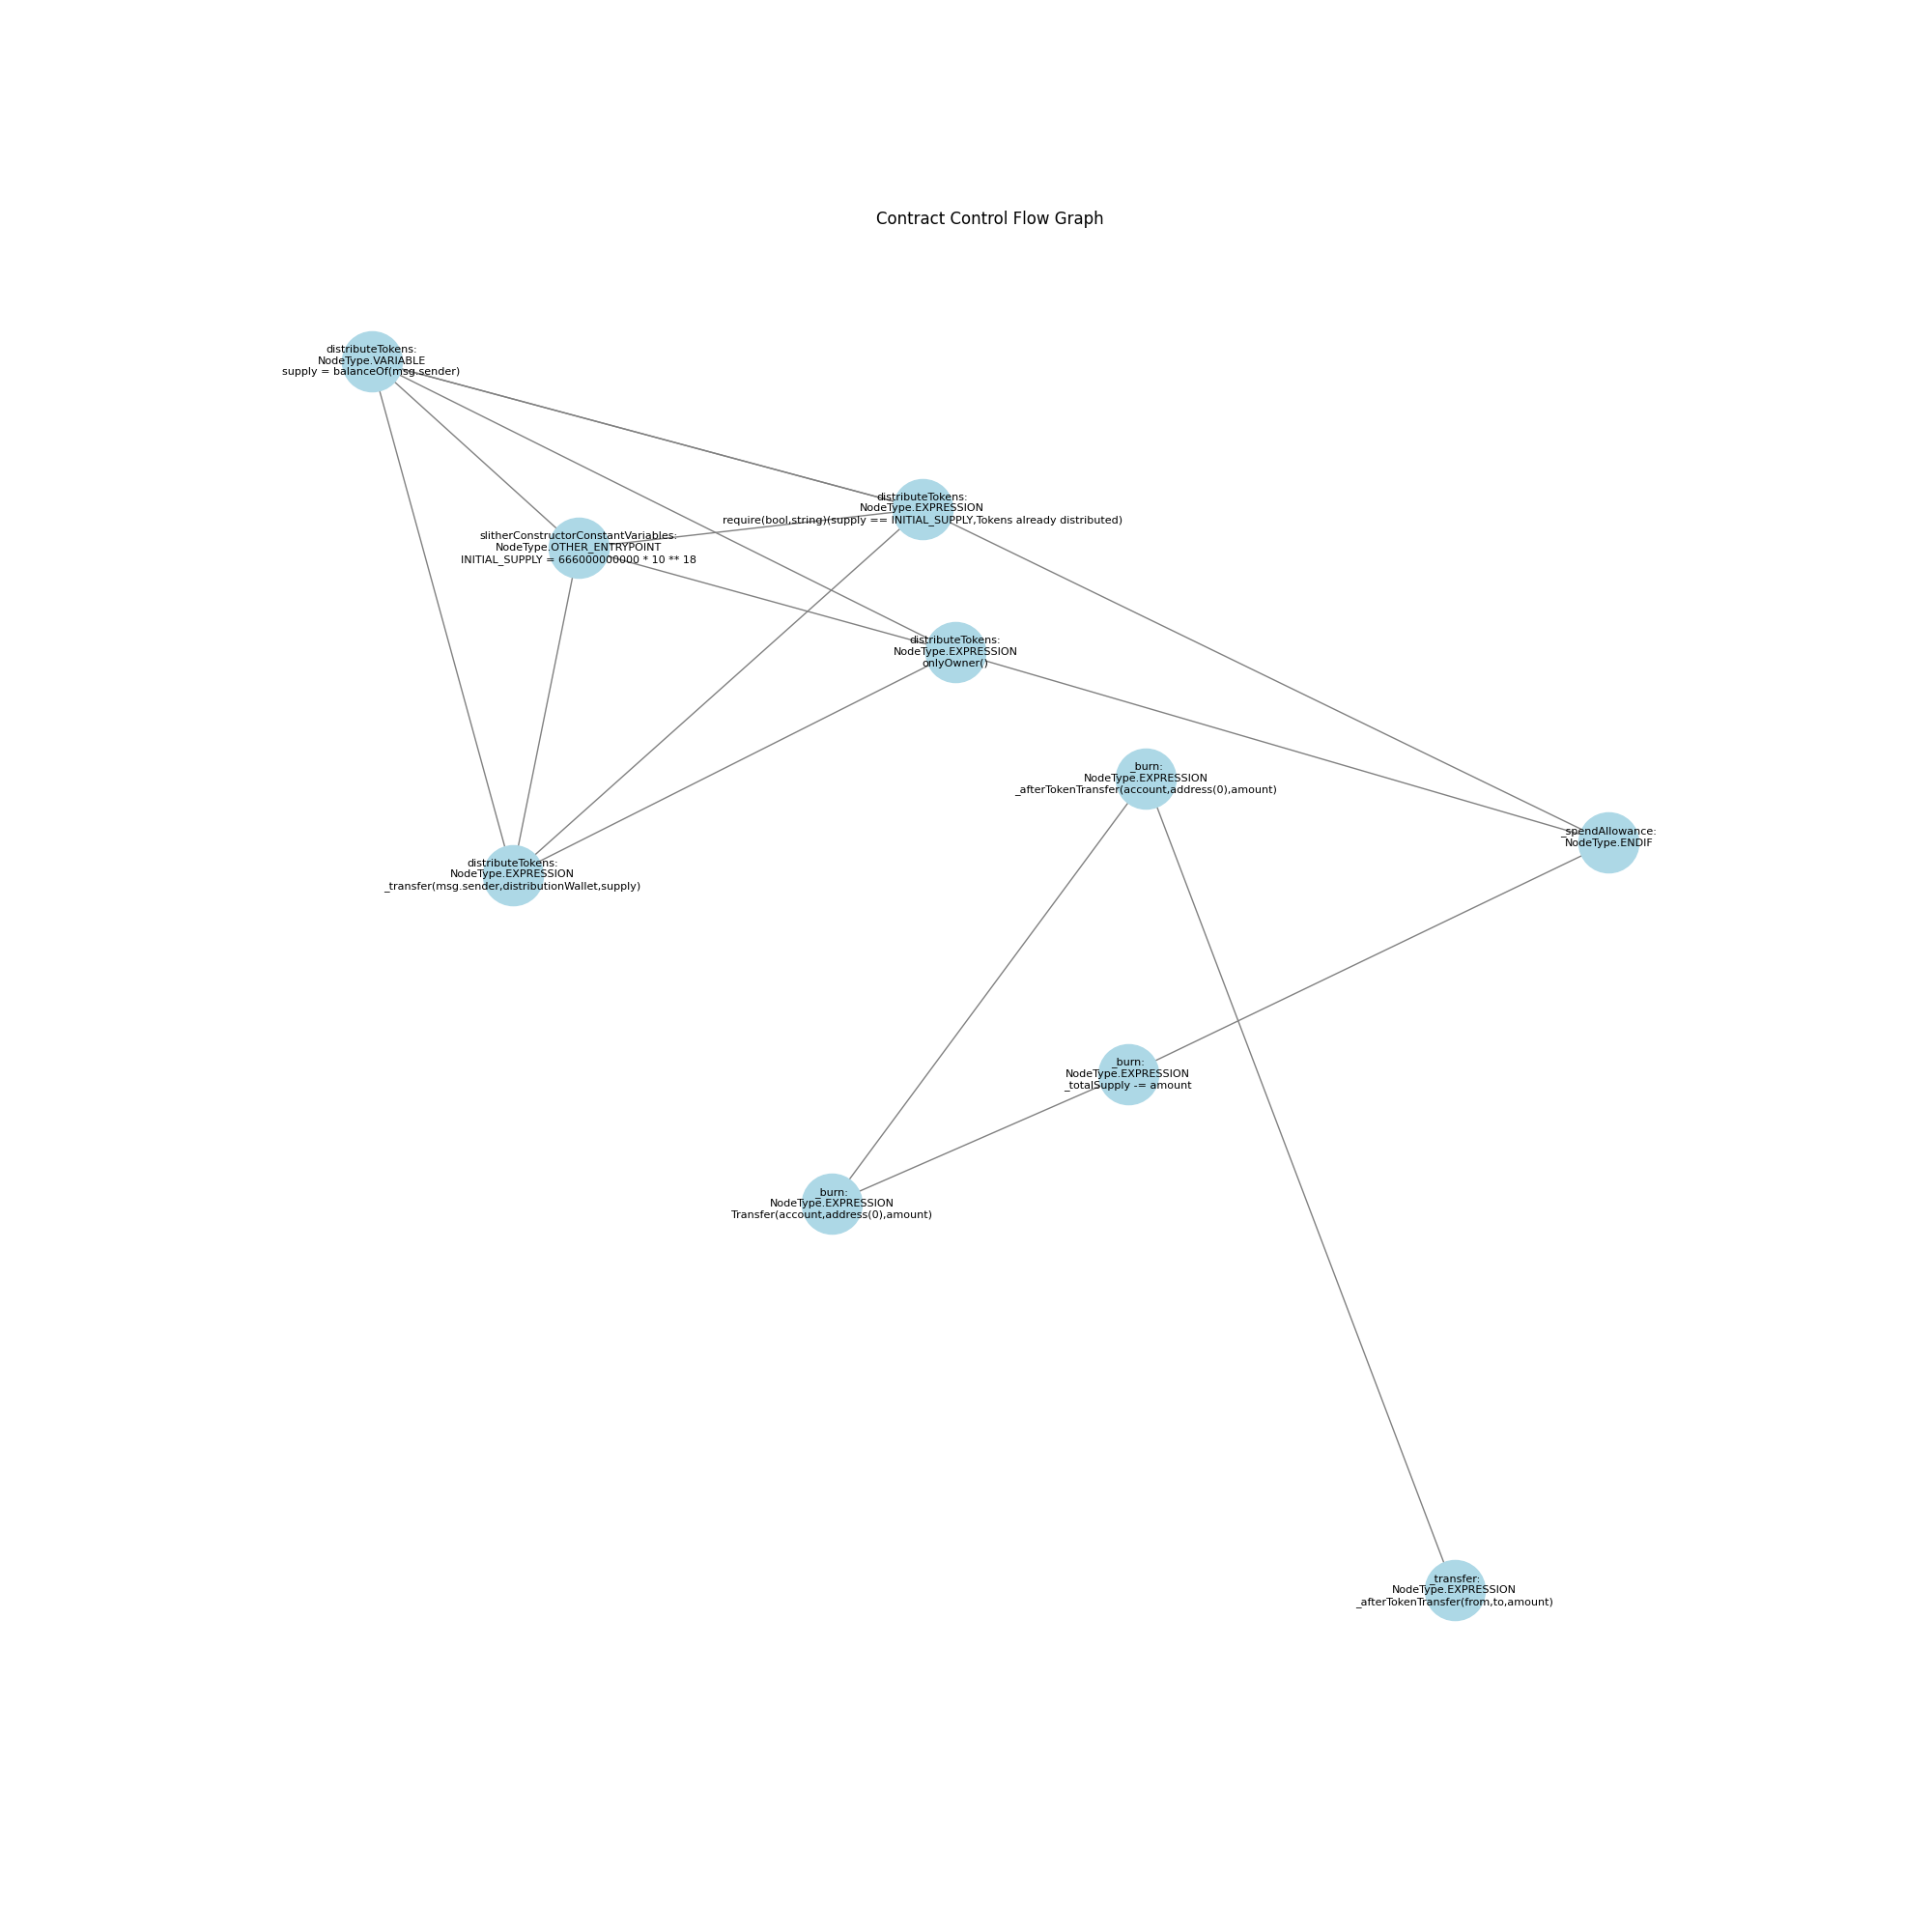 Contract Control Flow Graph
distributeTokens:
NodeType.VARIABLE
supply = balanceOf(msg.sender)
distributeTokens:
NodeType.EXPRESSION
require(bool,string)(supply == INITIAL_SUPPLY,Tokens already distributed)
slitherConstructorConstantVariables:
NodeType.OTHER_ENTRYPOINT
INITIAL_SUPPLY = 666000000000 * 10 ** 18
distributeTokens:
NodeType.EXPRESSION
onlyOwner()
_burn:
NodeType.EXPRESSION
_afterTokenTransfer(account,address(0),amount)
_spendAllowance:
NodeType.ENDIF
distributeTokens:
NodeType.EXPRESSION
_transfer(msg.sender,distributionWallet,supply)
_burn:
NodeType.EXPRESSION
_totalSupply -= amount
_burn:
NodeType.EXPRESSION
Transfer(account,address(0),amount)
_transfer:
NodeType.EXPRESSION
_afterTokenTransfer(from,to,amount)